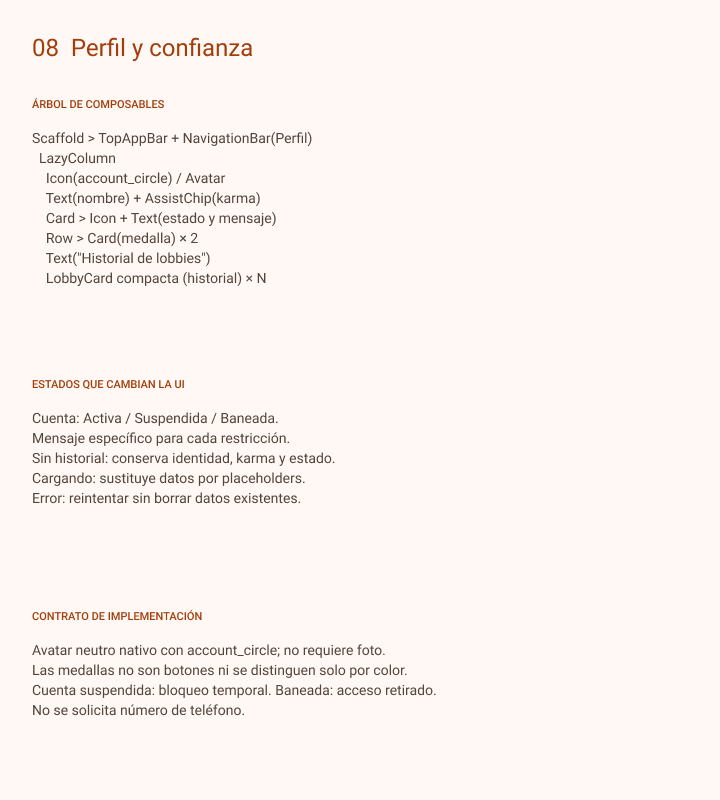 08 Perfil y confianza
ÁRBOL DE COMPOSABLES
Scaffold > TopAppBar + NavigationBar(Perfil)
LazyColumn
Icon(account_circle) / Avatar
Text(nombre) + AssistChip(karma)
Card > Icon + Text(estado y mensaje)
Row > Card(medalla) × 2
Text("Historial de lobbies")
LobbyCard compacta (historial) × N
ESTADOS QUE CAMBIAN LA UI
Cuenta: Activa / Suspendida / Baneada.
Mensaje específico para cada restricción.
Sin historial: conserva identidad, karma y estado.
Cargando: sustituye datos por placeholders.
Error: reintentar sin borrar datos existentes.
CONTRATO DE IMPLEMENTACIÓN
Avatar neutro nativo con account_circle; no requiere foto.
Las medallas no son botones ni se distinguen solo por color.
Cuenta suspendida: bloqueo temporal. Baneada: acceso retirado.
No se solicita número de teléfono.